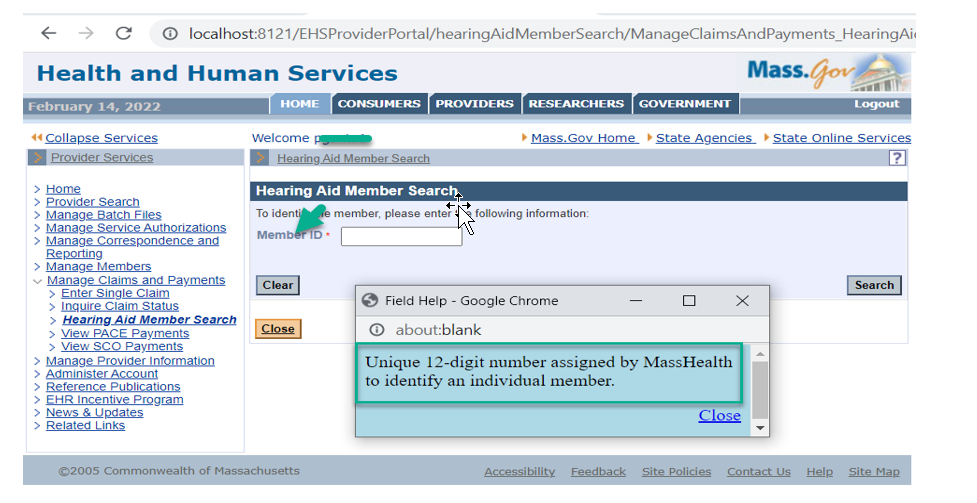 localhost:8121/EHSProviderPortal/hearingAidMemberSearch/ManageClaimsAndPayments_HearingAi
Health and Human Services
Mass.Gov
February 14, 2022
HOME CONSUMERS PROVIDERS RESEARCHERS GOVERNMENT
Logout
Collapse Services
Welcome
Mass.Gov Home State Agencies State Online Services
Provider Services
Hearing Aid Member Search
?
> Home
> Provider Search
> Manage Batch Files
> Manage Service Authorizations
> Manage Correspondence and
Reporting
> Manage Members
Manage Claims and Payments
> Enter Single Claim
> Inquire Claim Status
> Hearing Aid Member Search
> View PACE Payments
> View SCO Payments
> Manage Provider Information
> Administer Account
> Reference Publications
> EHR Incentive Program
> News & Updates
> Related Links
Hearing Aid Member Search
To identify member, please enter following information:
Member ID *
Clear
Search
Close
Field Help - Google Chrome
about:blank
Unique 12-digit number assigned by MassHealth
to identify an individual member.
Close
©2005 Commonwealth of Massachusetts
Accessibility Feedback Site Policies Contact Us Help Site Map